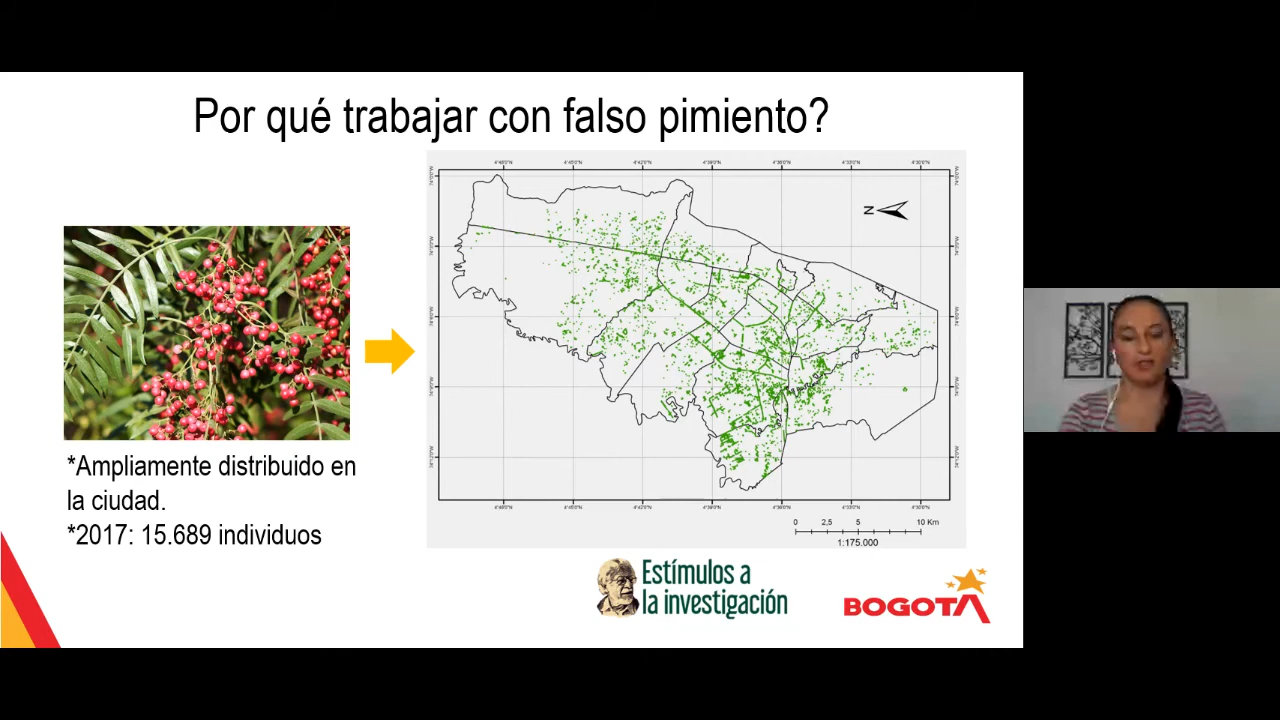 Por qué trabajar con falso pimiento?
*Ampliamente distribuido en
la ciudad.
*2017: 15.689 individuos
N
0 2,5 5 10 Km
1:175.000
Estímulos a
la investigación
BOGOTA